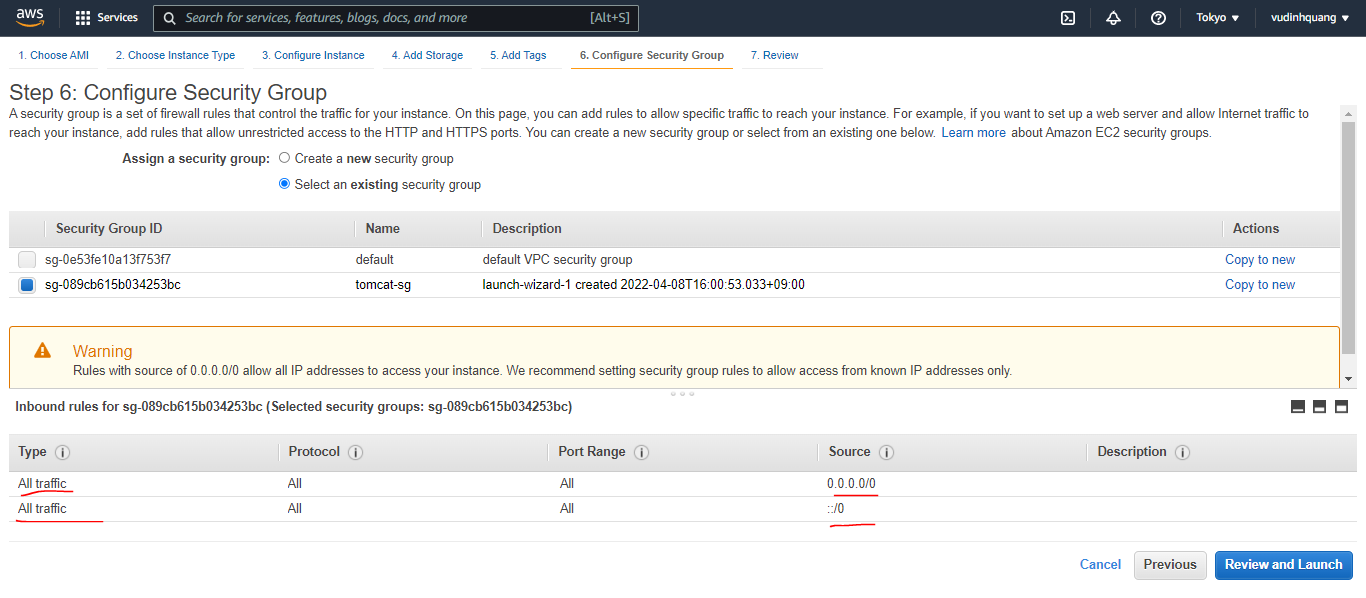 aws Services Search for services, features, blogs, docs, and more [Alt+S] Tokyo ▼ vudinhquang ▼
1. Choose AMI 2. Choose Instance Type 3. Configure Instance 4. Add Storage 5. Add Tags 6. Configure Security Group 7. Review
Step 6: Configure Security Group
A security group is a set of firewall rules that control the traffic for your instance. On this page, you can add rules to allow specific traffic to reach your instance. For example, if you want to set up a web server and allow Internet traffic to
reach your instance, add rules that allow unrestricted access to the HTTP and HTTPS ports. You can create a new security group or select from an existing one below. Learn more about Amazon EC2 security groups.
Assign a security group: Create a new security group
Select an existing security group
Security Group ID Name Description Actions
sg-0e53fe10a13f753f7 default default VPC security group Copy to new
sg-089cb615b034253bc tomcat-sg launch-wizard-1 created 2022-04-08T16:00:53.033+09:00 Copy to new
Warning
Rules with source of 0.0.0.0/0 allow all IP addresses to access your instance. We recommend setting security group rules to allow access from known IP addresses only.
Inbound rules for sg-089cb615b034253bc (Selected security groups: sg-089cb615b034253bc)
Type i Protocol i Port Range i Source i Description i
All traffic All All 0.0.0.0/0
All traffic All All ::/0
Cancel Previous Review and Launch